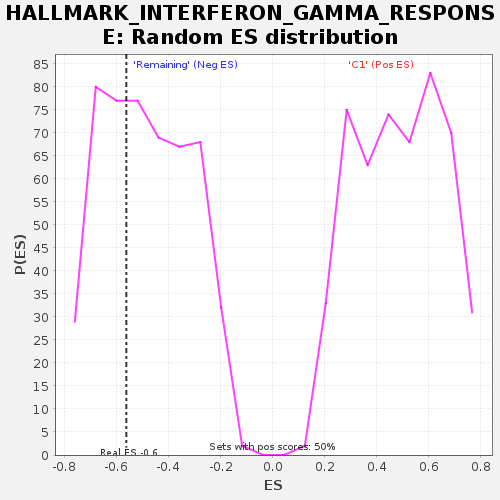 HALLMARK_INTERFERON_GAMMA_RESPONS
E: Random ES distribution
'Remaining' (Neg ES)
'C1' (Pos ES)
85
80
75
70
65
60
55
50
45
40
35
30
25
20
15
10
5
0
P(ES)
Sets with pos scores: 50%
Real ES -0.6
-0.8 -0.6 -0.4 -0.2 0.0 0.2 0.4 0.6 0.8
ES